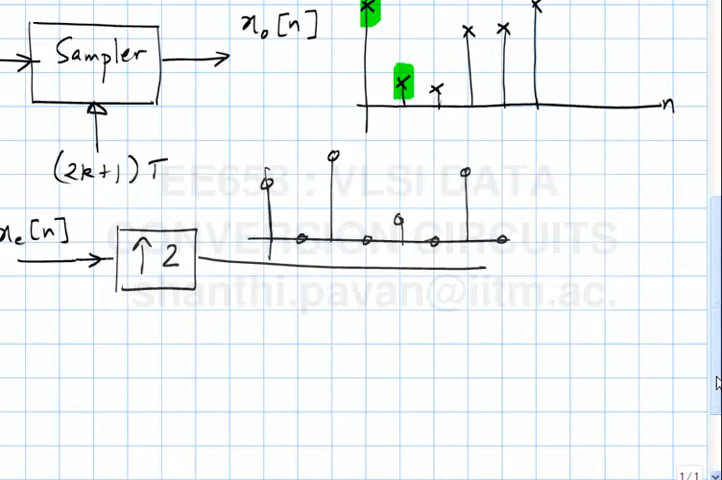 x₀[n]
Sampler
n
(2k+1) T
EE658 : VLSI DATA
CONVERSION CIRCUITS
xₑ[n]
↑ 2
shanthi.pavan@iitm.ac.
1/1